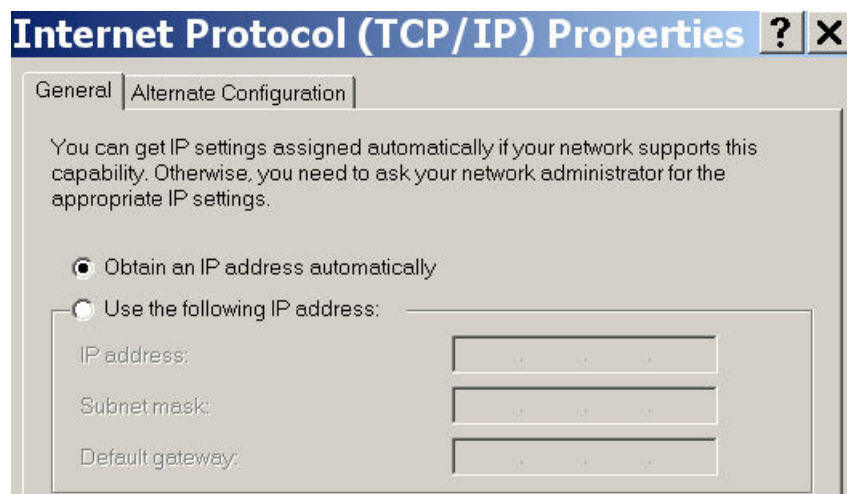 Internet Protocol (TCP/IP) Properties ? X
General Alternate Configuration
You can get IP settings assigned automatically if your network supports this
capability. Otherwise, you need to ask your network administrator for the
appropriate IP settings.
Obtain an IP address automatically
Use the following IP address:
IP address: . . .
Subnet mask: . . .
Default gateway: . . .